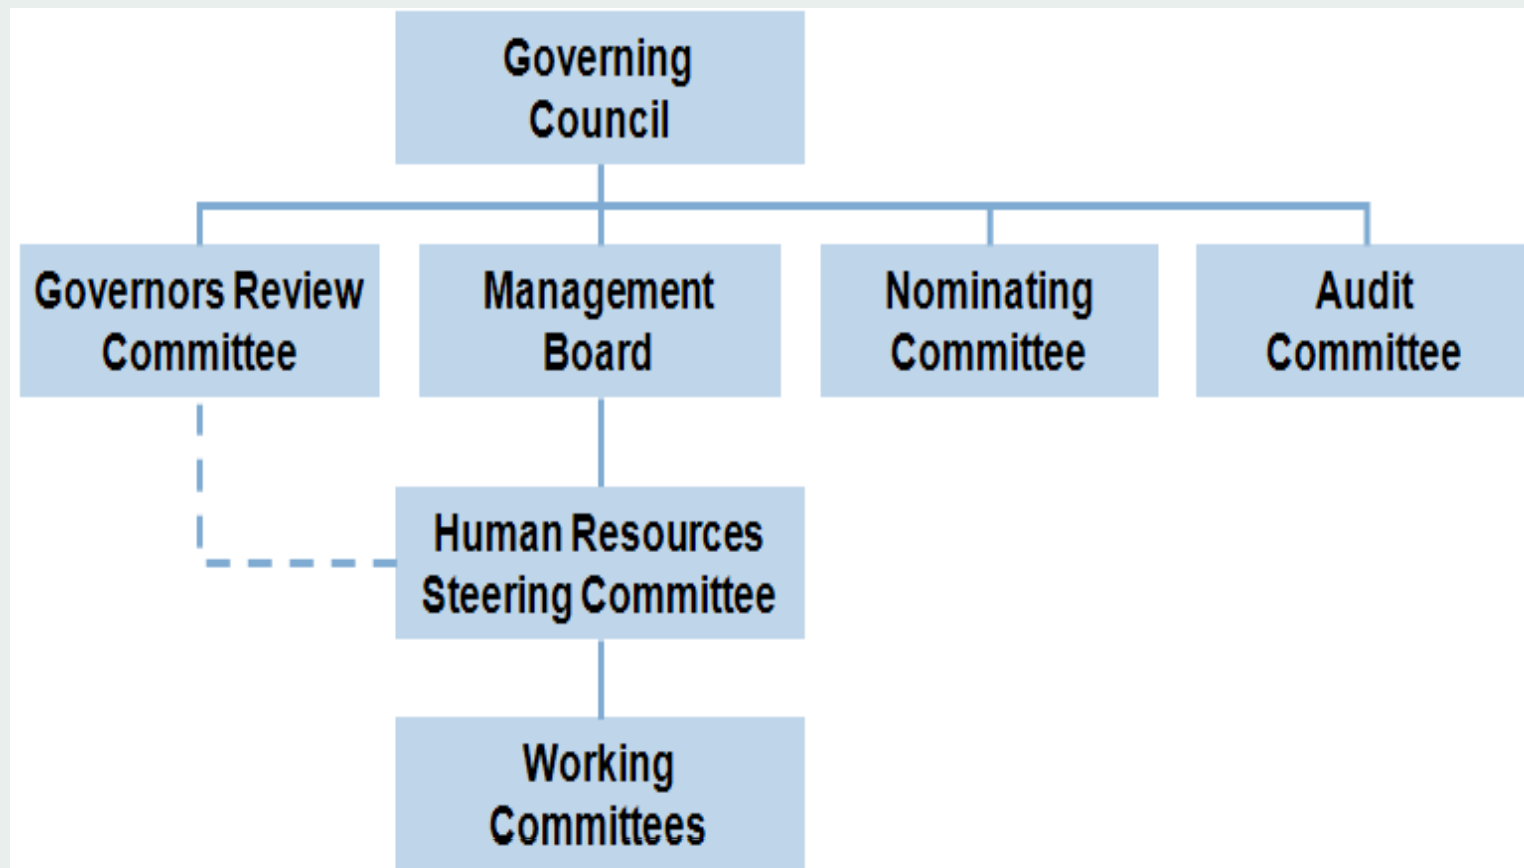 Governing
Council
Governors Review
Committee
Management
Board
Nominating
Committee
Audit
Committee
Human Resources
Steering Committee
Working
Committees